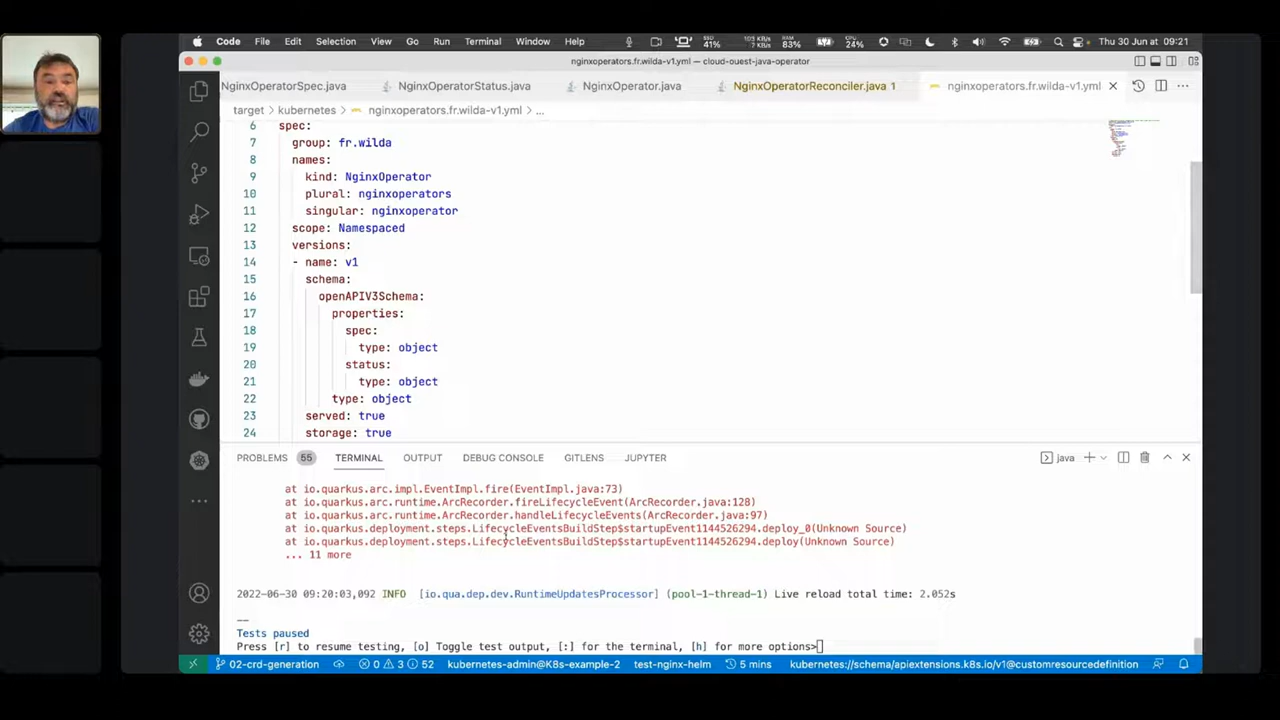 Code File Edit Selection View Go Run Terminal Window Help SSD 41% RAM 83% CPU 24% Thu 30 Jun at 09:21
nginxoperators.fr.wilda-v1.yml — cloud-ouest-java-operator
NginxOperatorSpec.java NginxOperatorStatus.java NginxOperator.java NginxOperatorReconciler.java 1 nginxoperators.fr.wilda-v1.yml
target > kubernetes > nginxoperators.fr.wilda-v1.yml > ...
6 spec:
7 group: fr.wilda
8 names:
9 kind: NginxOperator
10 plural: nginxoperators
11 singular: nginxoperator
12 scope: Namespaced
13 versions:
14 - name: v1
15 schema:
16 openAPIV3Schema:
17 properties:
18 spec:
19 type: object
20 status:
21 type: object
22 type: object
23 served: true
24 storage: true
PROBLEMS 55 TERMINAL OUTPUT DEBUG CONSOLE GITLENS JUPYTER java
at io.quarkus.arc.impl.EventImpl.fire(EventImpl.java:73)
at io.quarkus.arc.runtime.ArcRecorder.fireLifecycleEvent(ArcRecorder.java:128)
at io.quarkus.arc.runtime.ArcRecorder.handleLifecycleEvents(ArcRecorder.java:97)
at io.quarkus.deployment.steps.LifecycleEventsBuildStep$startupEvent1144526294.deploy_0(Unknown Source)
at io.quarkus.deployment.steps.LifecycleEventsBuildStep$startupEvent1144526294.deploy(Unknown Source)
... 11 more
2022-06-30 09:20:03,092 INFO [io.qua.dep.dev.RuntimeUpdatesProcessor] (pool-1-thread-1) Live reload total time: 2.052s
--
Tests paused
Press [r] to resume testing, [o] Toggle test output, [:] for the terminal, [h] for more options>
02-crd-generation 0 3 52 kubernetes-admin@K8s-example-2 test-nginx-helm 5 mins kubernetes://schema/apiextensions.k8s.io/v1@customresourcedefinition